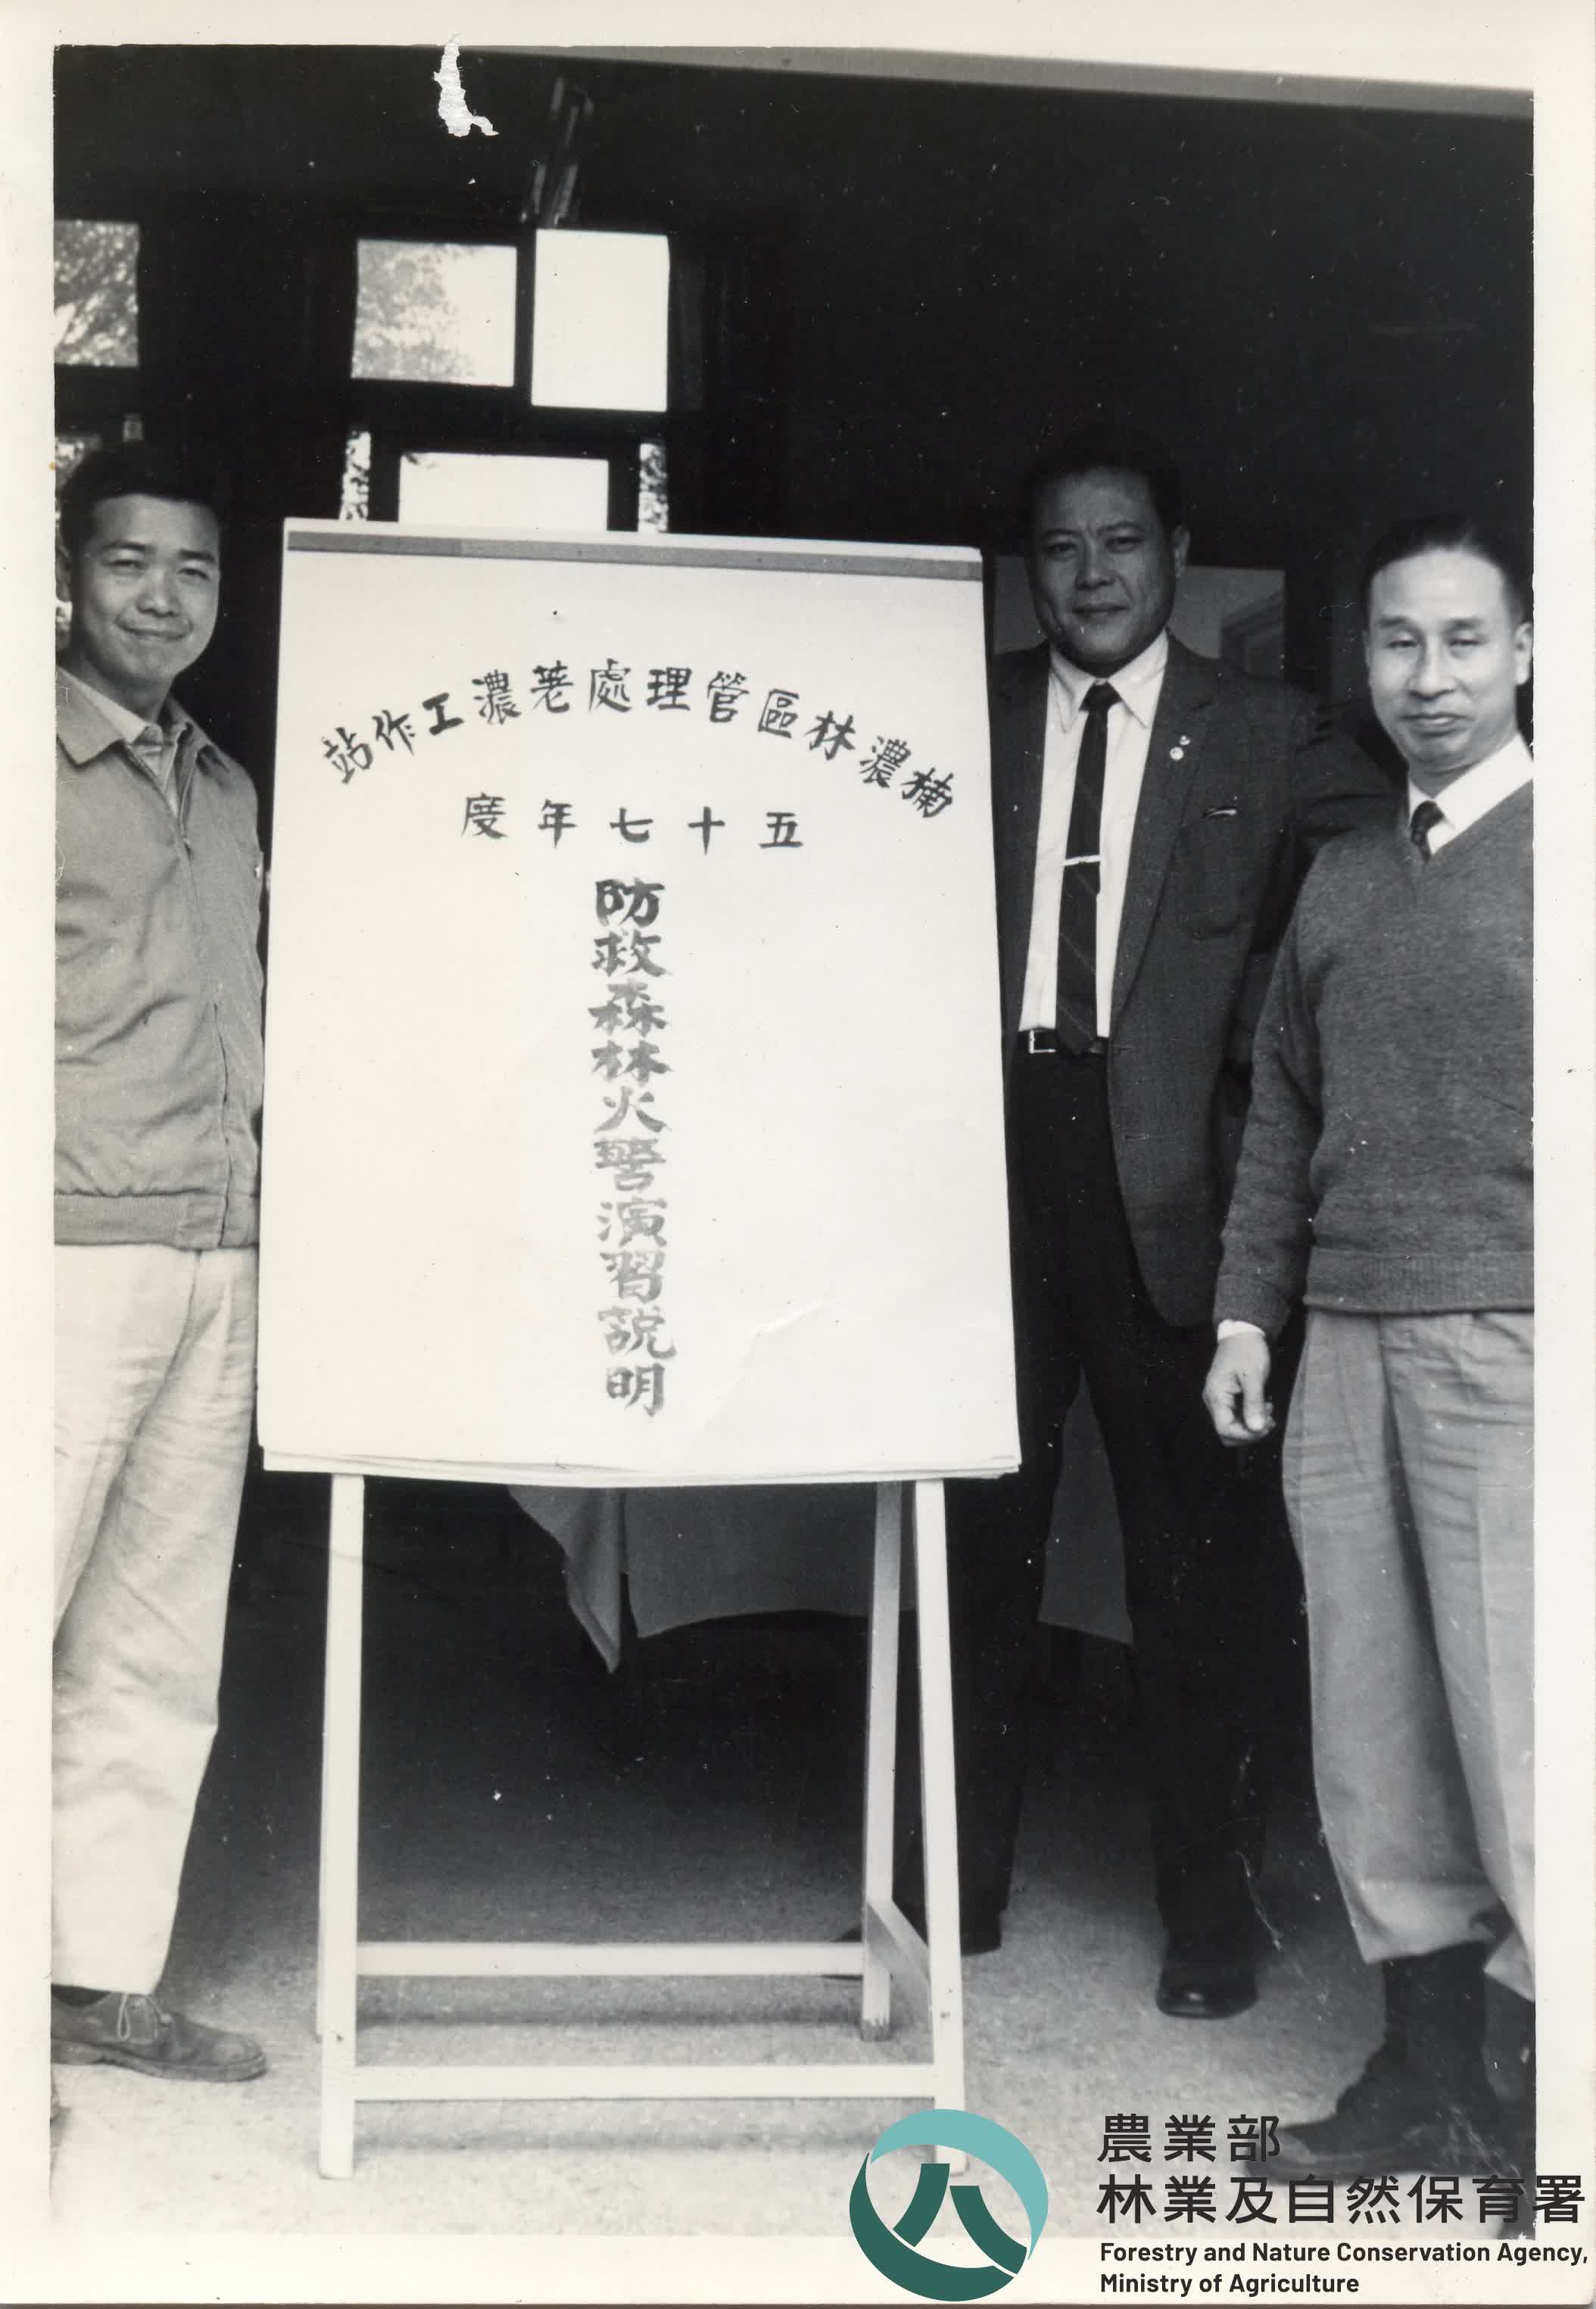 楠濃林區管理處荖濃工作站
五十七年度
防救森林火警演習說明
農業部
林業及自然保育署
Forestry and Nature Conservation Agency,
Ministry of Agriculture